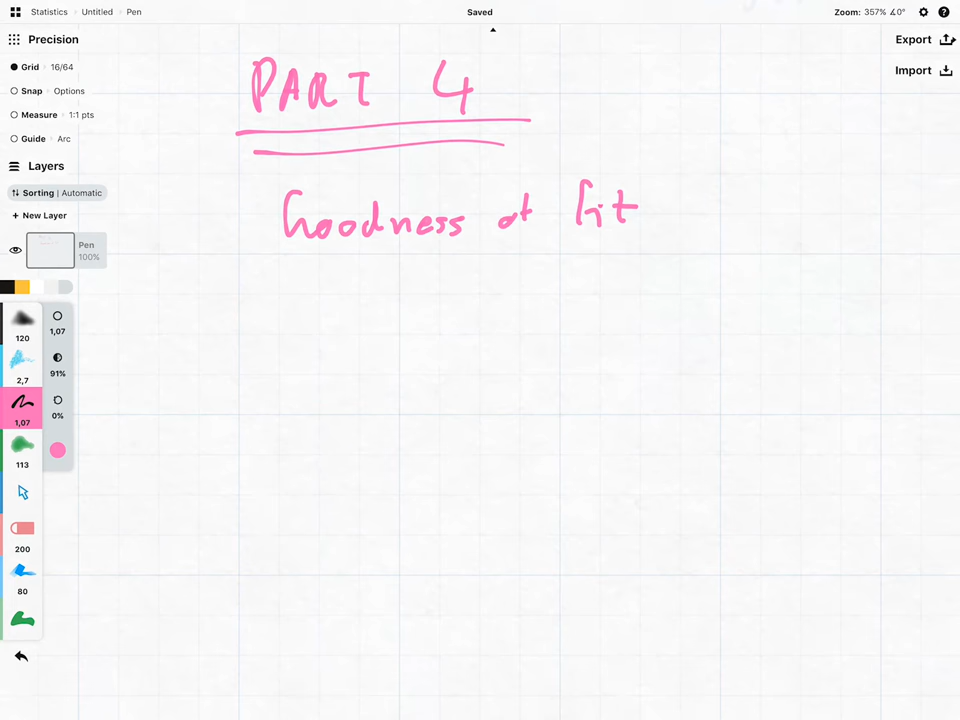 Statistics › Untitled › Pen
Saved
Zoom: 357% ∡0°
Precision
Grid › 16/64
Snap › Options
Measure › 1:1 pts
Guide › Arc
Layers
Sorting | Automatic
+ New Layer
Pen
100%
120
2,7
1,07
113
200
80
1,07
91%
0%
Export
Import
PART 4
Goodness of fit